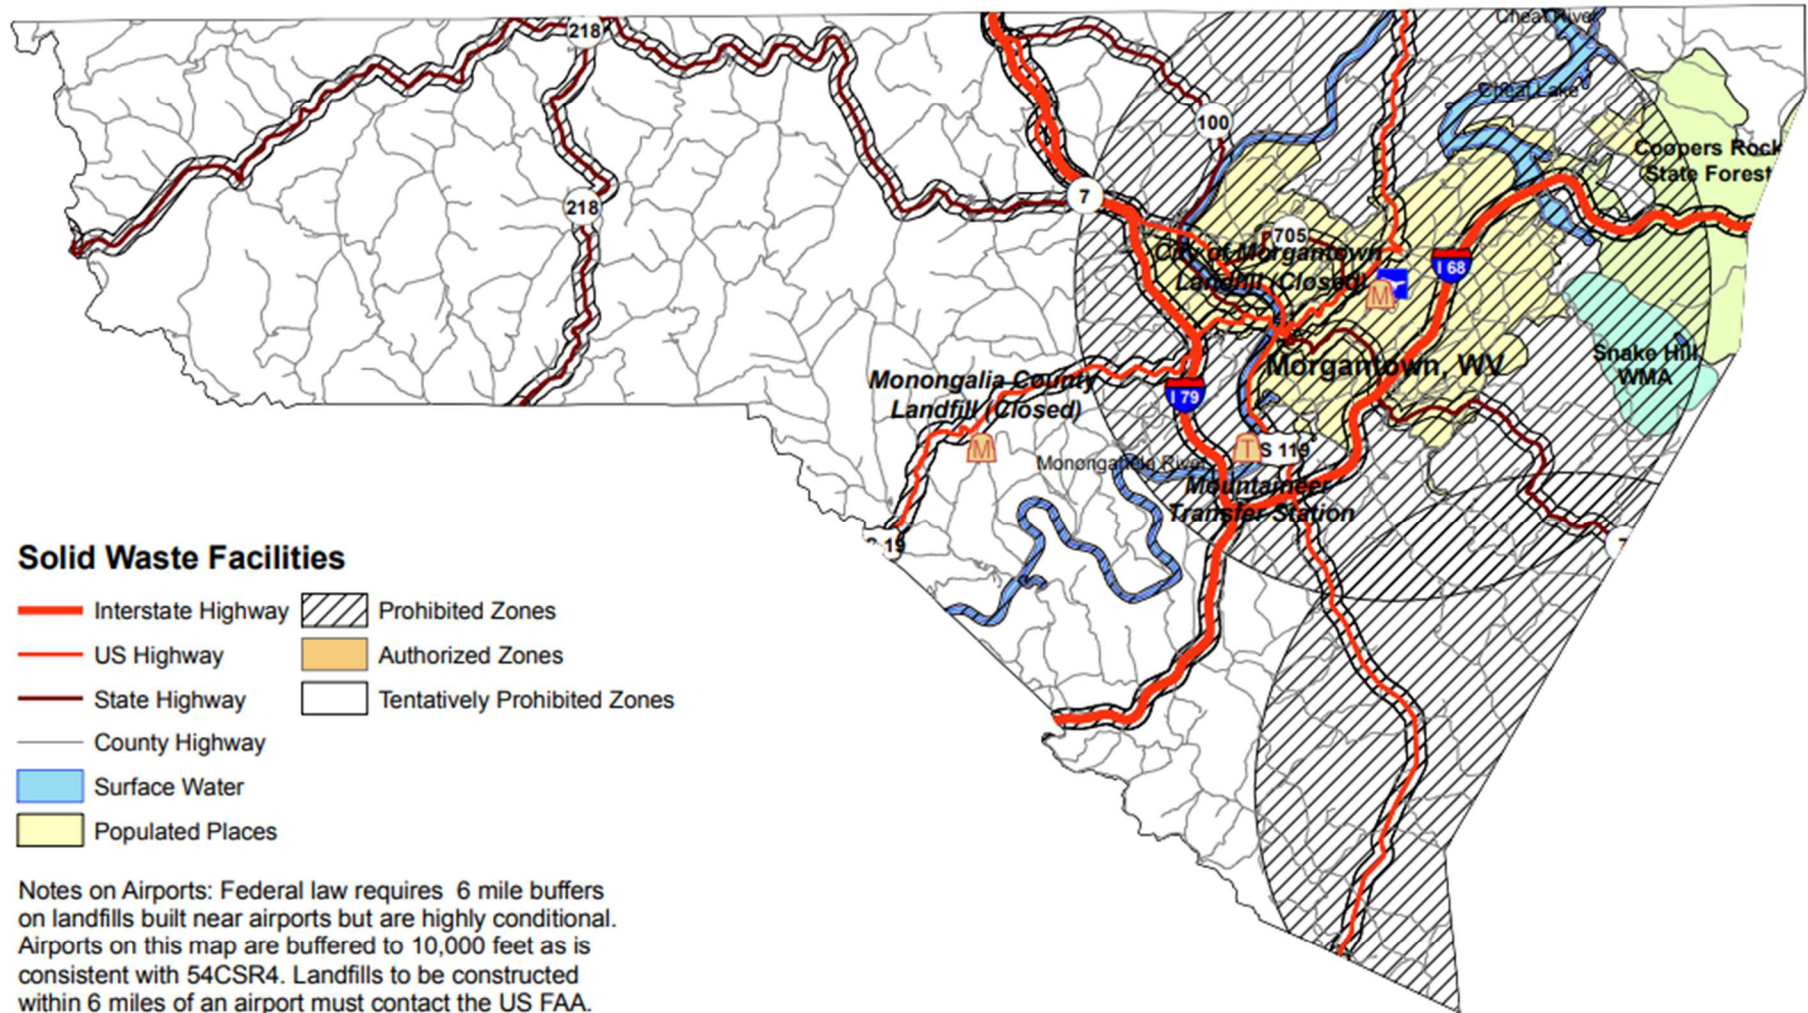 218
Cheat River
Cheat Lake
100
Coopers Rock
State Forest
7
218
705
City of Morgantown
Landfill (Closed)
M
I 68
Snake Hill
WMA
Morgantown, WV
Monongalia County
Landfill (Closed)
I 79
M
T
S 119
Monongahela River
Mountaineer
Transfer Station
19
7
Solid Waste Facilities
Interstate Highway
Prohibited Zones
US Highway
Authorized Zones
State Highway
Tentatively Prohibited Zones
County Highway
Surface Water
Populated Places
Notes on Airports: Federal law requires 6 mile buffers
on landfills built near airports but are highly conditional.
Airports on this map are buffered to 10,000 feet as is
consistent with 54CSR4. Landfills to be constructed
within 6 miles of an airport must contact the US FAA.